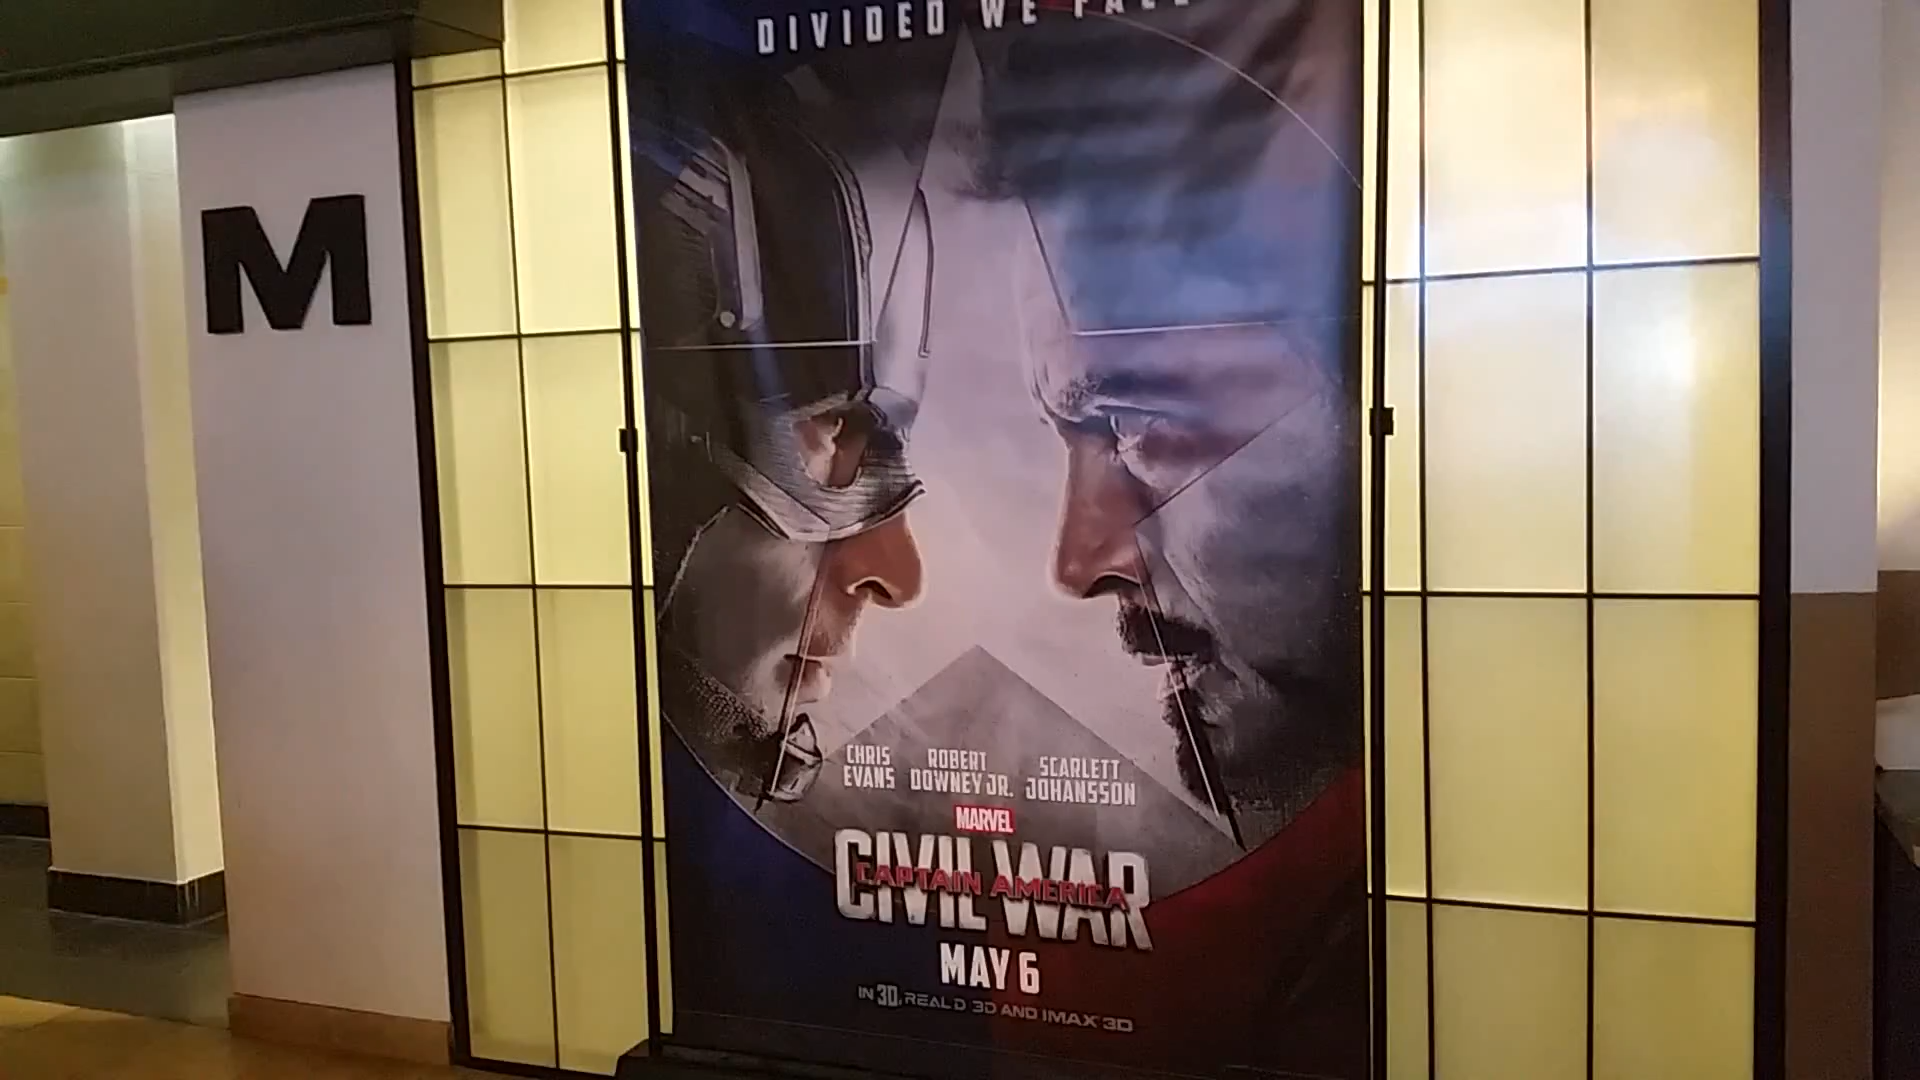 DIVIDED WE FALL
M
CHRIS EVANS
ROBERT DOWNEY JR.
SCARLETT JOHANSSON
MARVEL
CAPTAIN AMERICA
CIVIL WAR
MAY 6
IN 3D, REAL D 3D AND IMAX 3D